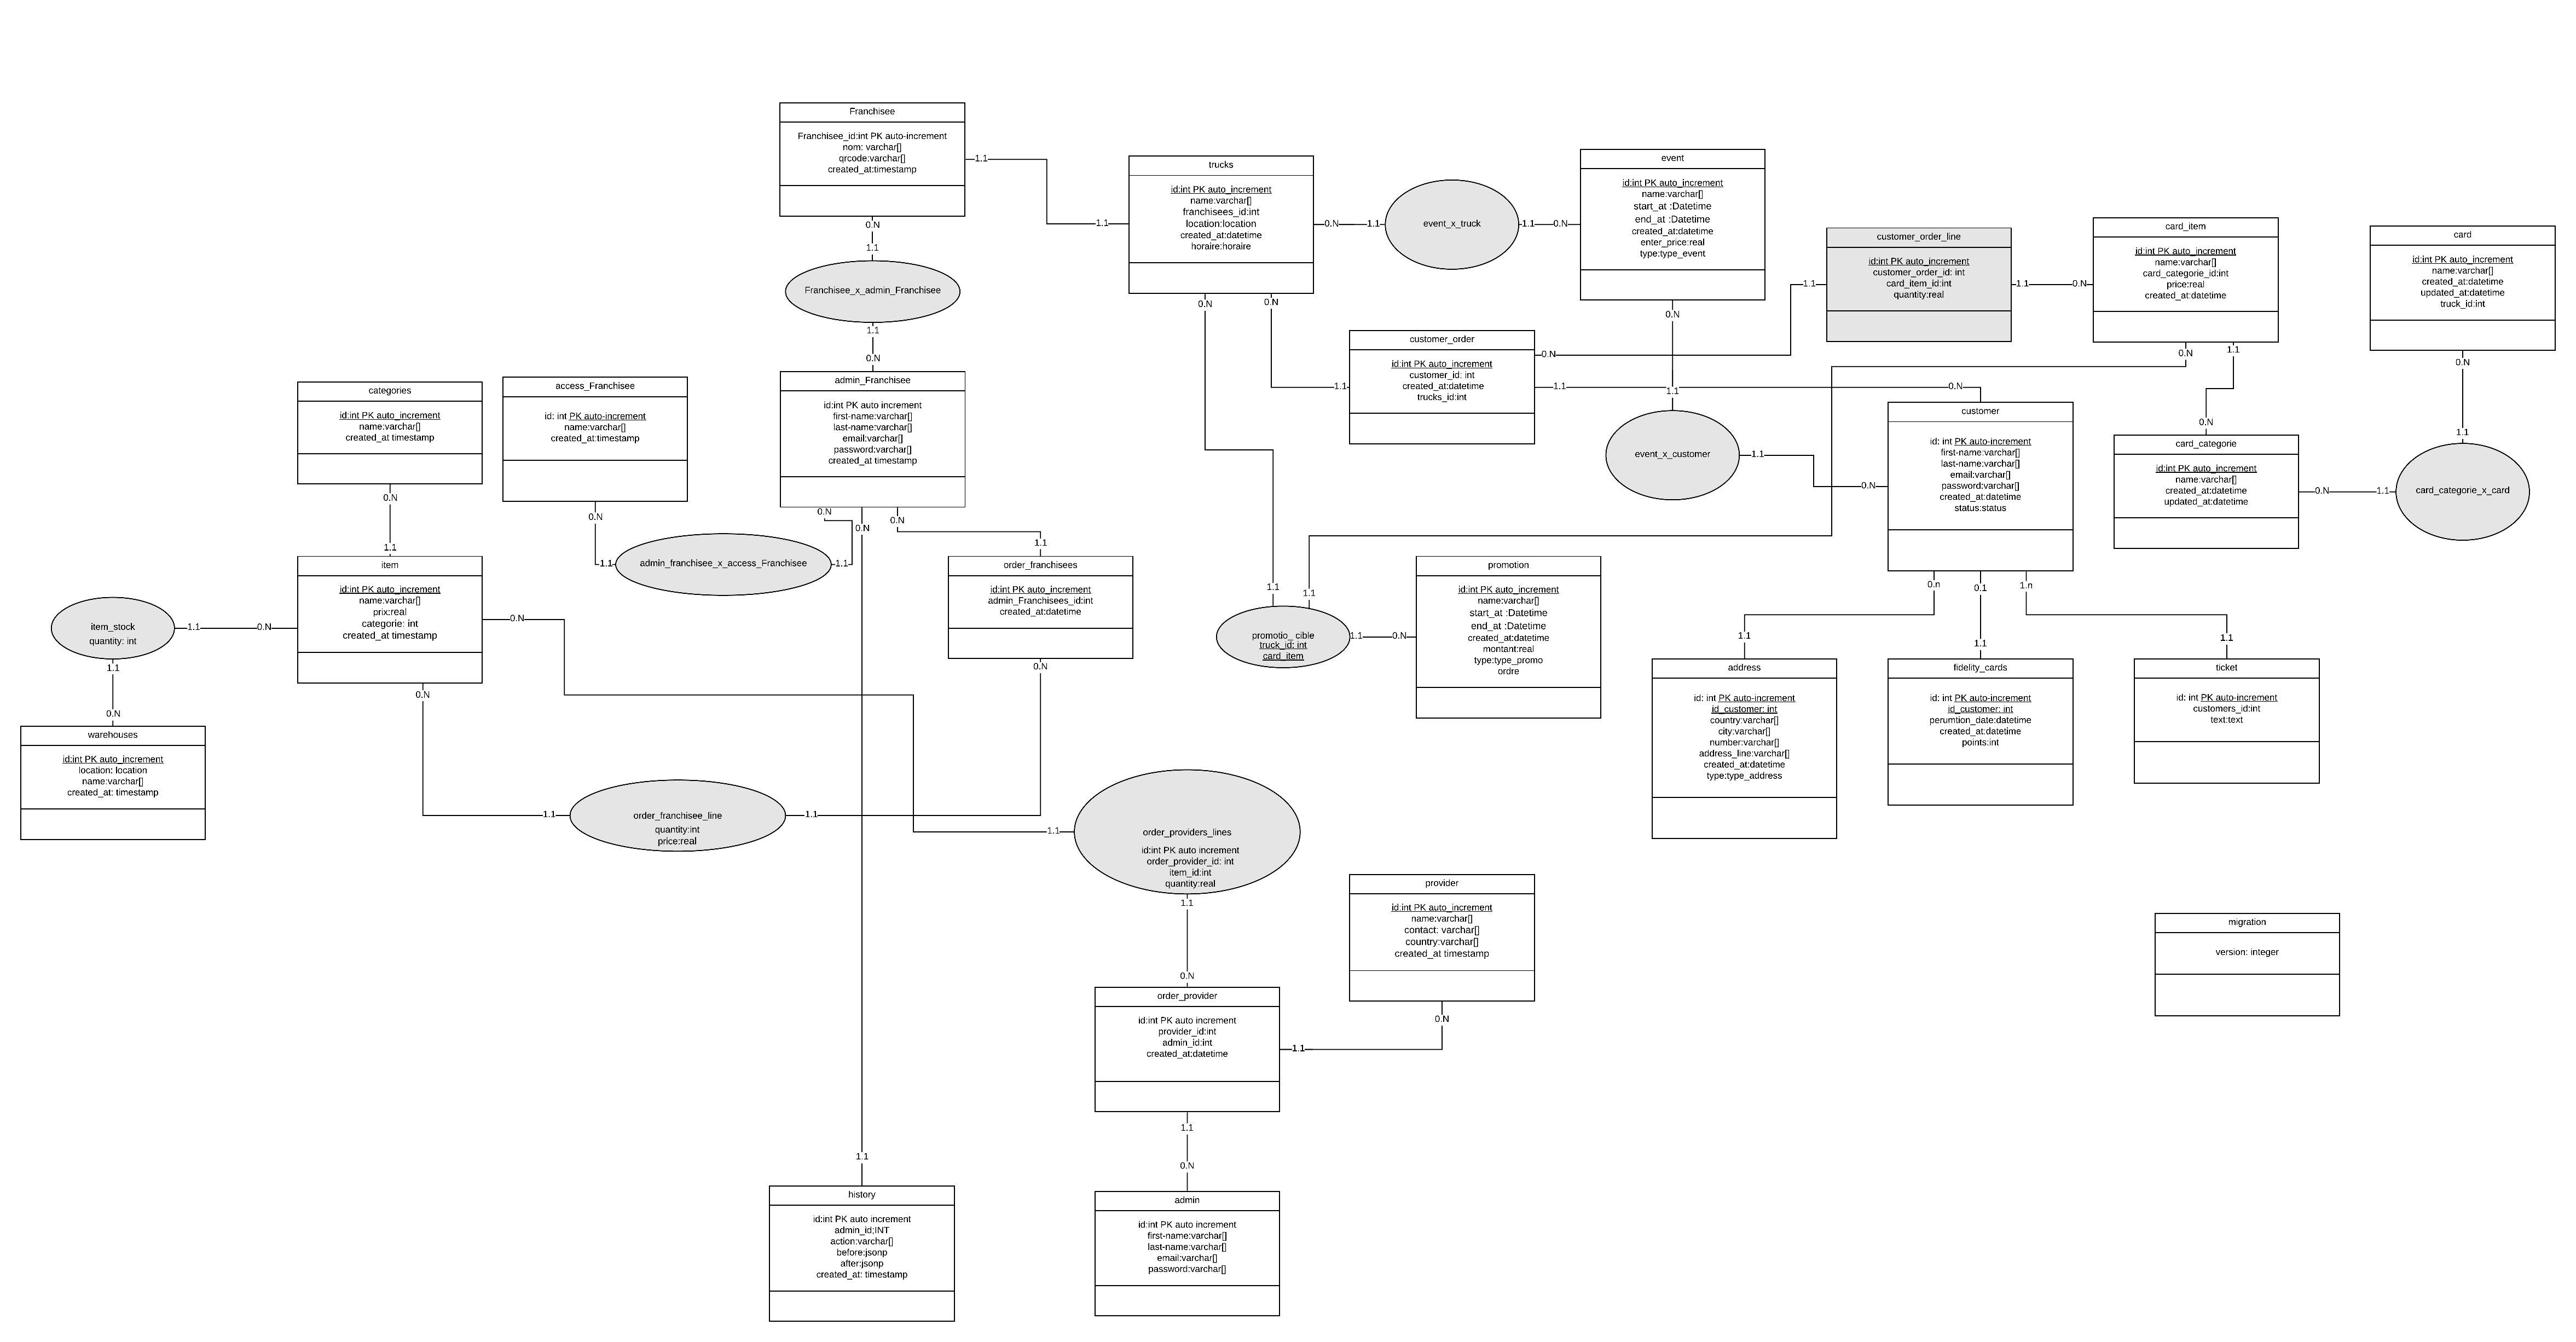 Franchisee
Franchisee_id:int PK auto-increment
nom: varchar[]
qrcode:varchar[]
created_at:timestamp
1.1
1.1
0.N
1.1
Franchisee_x_admin_Franchisee
1.1
0.N
trucks
id:int PK auto_increment
name:varchar[]
franchisees_id:int
location:location
created_at:datetime
horaire:horaire
0.N
1.1
event_x_truck
1.1
0.N
0.N
0.N
event
id:int PK auto_increment
name:varchar[]
start_at :Datetime
end_at :Datetime
created_at:datetime
enter_price:real
type:type_event
0.N
1.1
customer_order_line
id:int PK auto_increment
customer_order_id: int
card_item_id:int
quantity:real
1.1
1.1
0.N
card_item
id:int PK auto_increment
name:varchar[]
card_categorie_id:int
price:real
created_at:datetime
0.N
1.1
0.N
card
id:int PK auto_increment
name:varchar[]
created_at:datetime
updated_at:datetime
truck_id:int
0.N
1.1
customer_order
id:int PK auto_increment
customer_id: int
created_at:datetime
trucks_id:int
1.1
0.N
1.1
0.N
categories
id:int PK auto_increment
name:varchar[]
created_at timestamp
0.N
1.1
access_Franchisee
id: int PK auto-increment
name:varchar[]
created_at:timestamp
0.N
1.1
admin_Franchisee
id:int PK auto increment
first-name:varchar[]
last-name:varchar[]
email:varchar[]
password:varchar[]
created_at timestamp
0.N
0.N
0.N
1.1
admin_franchisee_x_access_Franchisee
1.1
event_x_customer
1.1
0.N
customer
id: int PK auto-increment
first-name:varchar[]
last-name:varchar[]
email:varchar[]
password:varchar[]
created_at:datetime
status:status
0.n
0.1
1.n
card_categorie
id:int PK auto_increment
name:varchar[]
created_at:datetime
updated_at:datetime
0.N
1.1
card_categorie_x_card
item
id:int PK auto_increment
name:varchar[]
prix:real
categorie: int
created_at timestamp
0.N
0.N
0.N
1.1
item_stock
quantity: int
1.1
0.N
order_franchisees
id:int PK auto_increment
admin_Franchisees_id:int
created_at:datetime
0.N
1.1
1.1
promotio_ cible
truck_id: int
card_item
1.1
0.N
promotion
id:int PK auto_increment
name:varchar[]
start_at :Datetime
end_at :Datetime
created_at:datetime
montant:real
type:type_promo
ordre
1.1
1.1
1.1
address
id: int PK auto-increment
id_customer: int
country:varchar[]
city:varchar[]
number:varchar[]
address_line:varchar[]
created_at:datetime
type:type_address
fidelity_cards
id: int PK auto-increment
id_customer: int
perumtion_date:datetime
created_at:datetime
points:int
ticket
id: int PK auto-increment
customers_id:int
text:text
warehouses
id:int PK auto_increment
location: location
name:varchar[]
created_at: timestamp
1.1
order_franchisee_line
quantity:int
price:real
1.1
1.1
order_providers_lines
id:int PK auto increment
order_provider_id: int
item_id:int
quantity:real
1.1
0.N
provider
id:int PK auto_increment
name:varchar[]
contact: varchar[]
country:varchar[]
created_at timestamp
0.N
migration
version: integer
order_provider
id:int PK auto increment
provider_id:int
admin_id:int
created_at:datetime
1.1
1.1
0.N
1.1
history
id:int PK auto increment
admin_id;INT
action:varchar[]
before:jsonp
after:jsonp
created_at: timestamp
admin
id:int PK auto increment
first-name:varchar[]
last-name:varchar[]
email:varchar[]
password:varchar[]